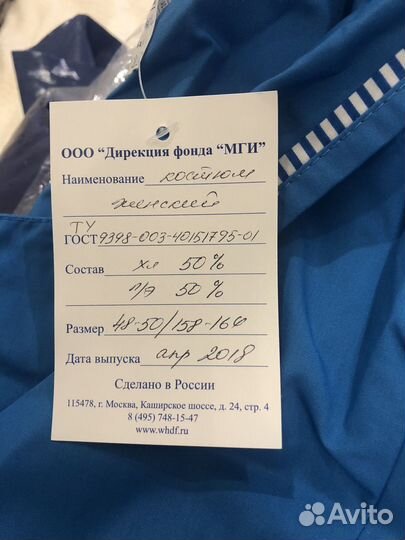 ООО "Дирекция фонда "МГИ"
Наименование костюм
женский
ТУ
ГОСТ 9398-003-40151795-01
Состав хл 50%
п/э 50%
Размер 48-50/158-164
Дата выпуска апр 2018
Сделано в России
115478, г. Москва, Каширское шоссе, д. 24, стр. 4
8 (495) 748-15-47
www.whdf.ru
Avito